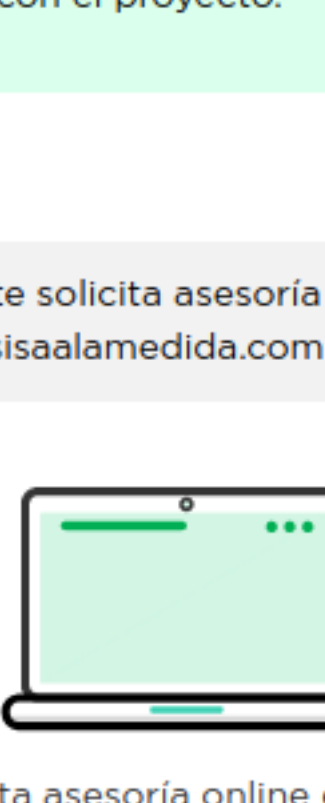 con el proyecto.
te solicita asesoría
sisaalamedida.com
ta asesoría online